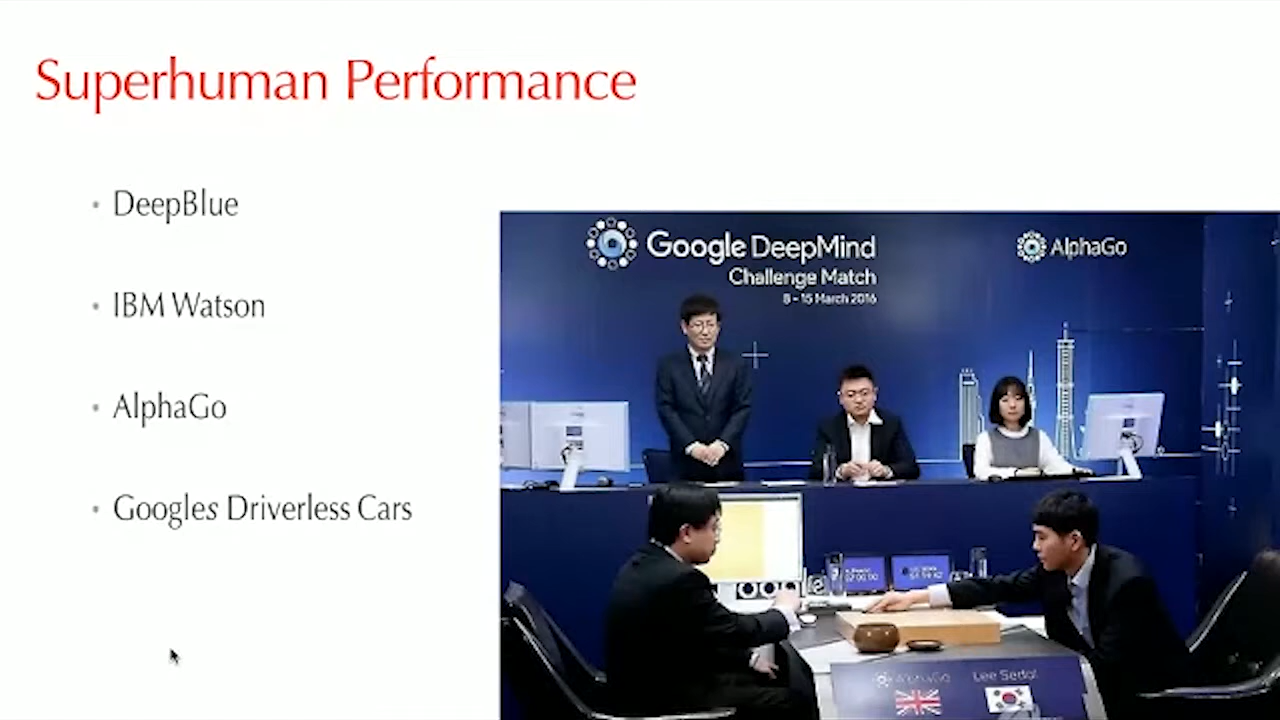 Superhuman Performance
DeepBlue
IBM Watson
AlphaGo
Googles Driverless Cars
Google DeepMind
Challenge Match
8 - 15 March 2016
AlphaGo
AlphaGo
Lee Sedol